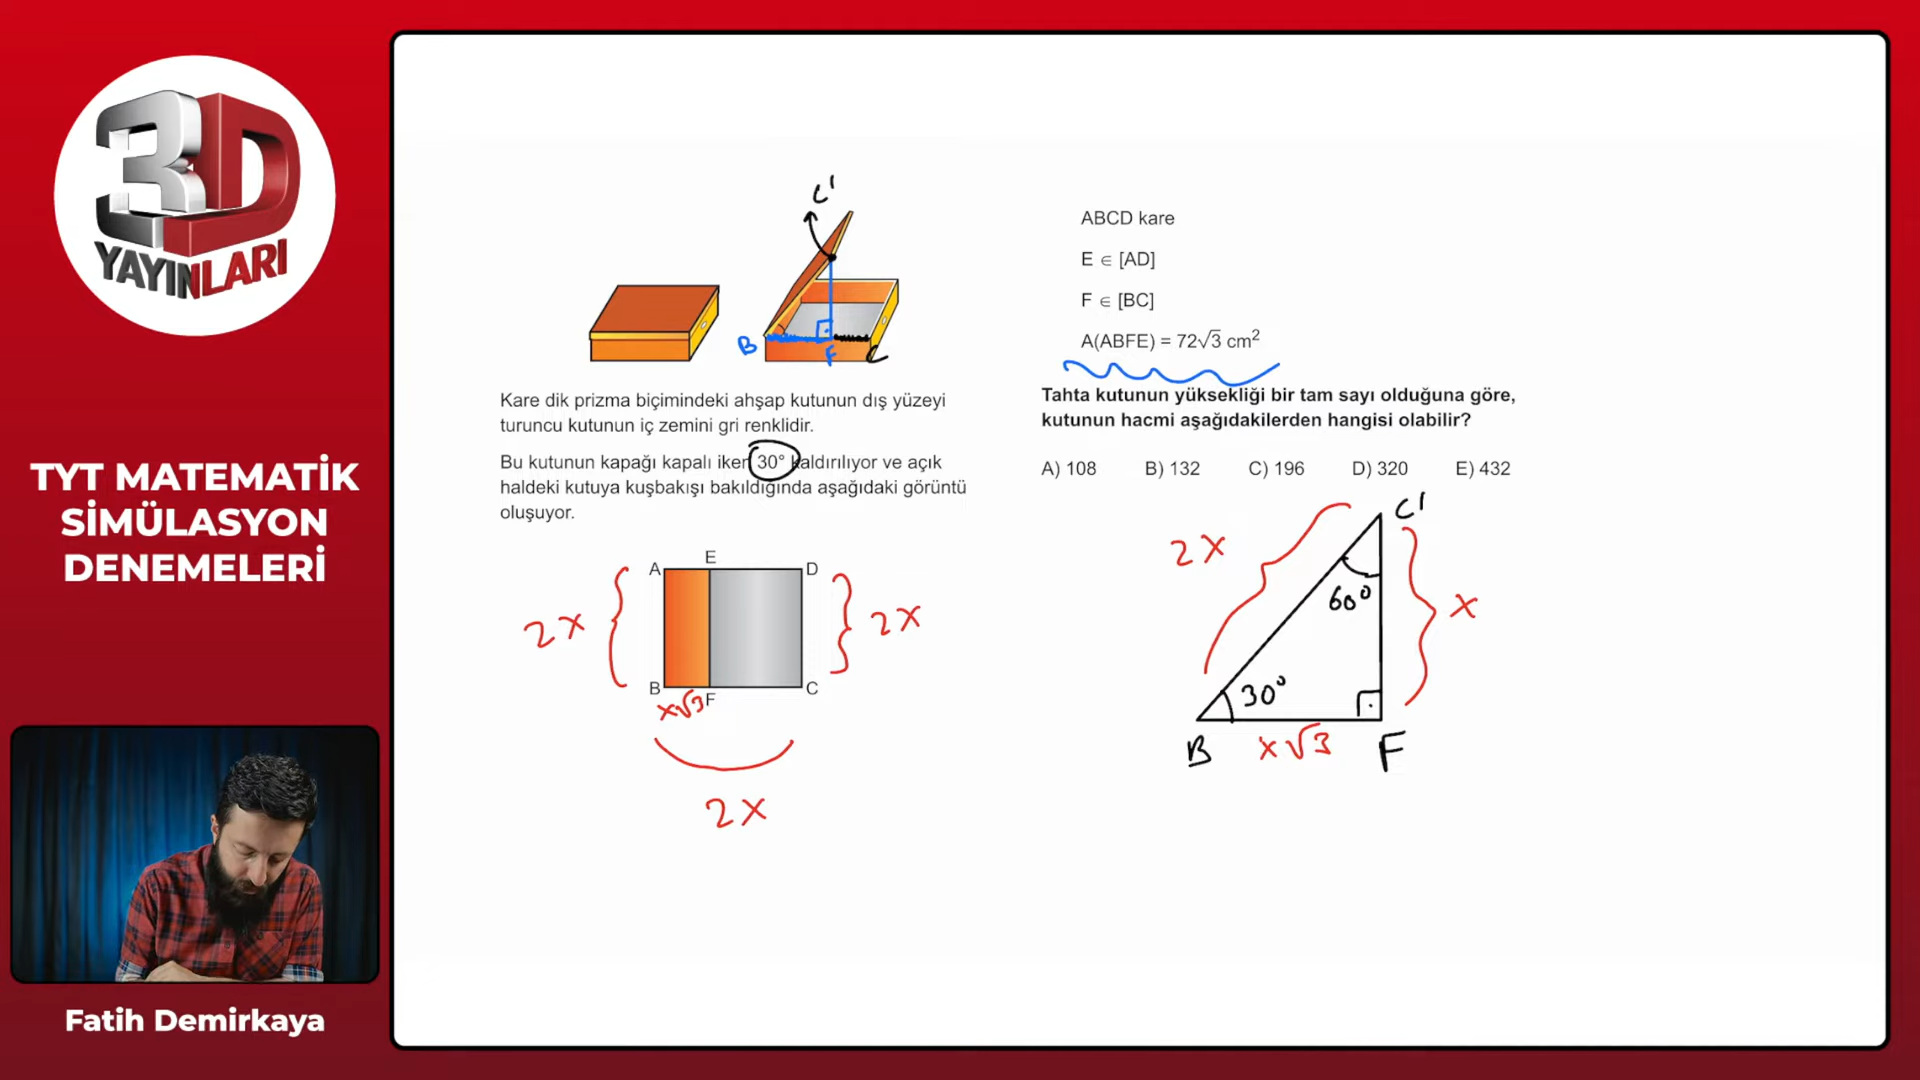 3D
YAYINLARI
TYT MATEMATİK
SİMÜLASYON
DENEMELERİ
Fatih Demirkaya
C'
B
F
C
Kare dik prizma biçimindeki ahşap kutunun dış yüzeyi
turuncu kutunun iç zemini gri renklidir.
Bu kutunun kapağı kapalı iken 30° kaldırılıyor ve açık
haldeki kutuya kuşbakışı bakıldığında aşağıdaki görüntü
oluşuyor.
E
A D
2x 2x
B F C
x√3
2x
ABCD kare
E ∈ [AD]
F ∈ [BC]
A(ABFE) = 72√3 cm²
Tahta kutunun yüksekliği bir tam sayı olduğuna göre,
kutunun hacmi aşağıdakilerden hangisi olabilir?
A) 108 B) 132 C) 196 D) 320 E) 432
C'
2x
60°
x
30°
B x√3 F